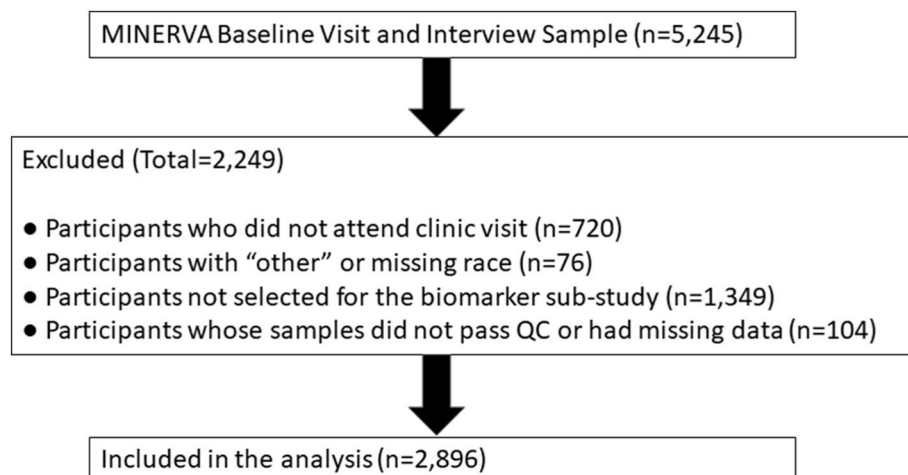 MINERVA Baseline Visit and Interview Sample (n=5,245)
Excluded (Total=2,249)
● Participants who did not attend clinic visit (n=720)
● Participants with “other” or missing race (n=76)
● Participants not selected for the biomarker sub-study (n=1,349)
● Participants whose samples did not pass QC or had missing data (n=104)
Included in the analysis (n=2,896)